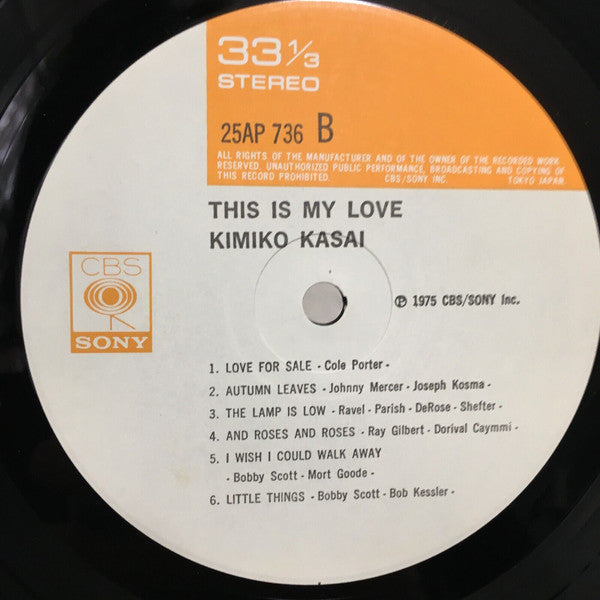 33 1/3
STEREO
25AP 736 B
ALL RIGHTS OF THE MANUFACTURER AND OF THE OWNER OF THE RECORDED WORK
RESERVED. UNAUTHORIZED PUBLIC PERFORMANCE, BROADCASTING AND COPYING OF
THIS RECORD PROHIBITED. CBS/SONY INC. TOKYO JAPAN.
THIS IS MY LOVE
KIMIKO KASAI
CBS
SONY
℗ 1975 CBS/SONY Inc.
1. LOVE FOR SALE - Cole Porter -
2. AUTUMN LEAVES - Johnny Mercer - Joseph Kosma -
3. THE LAMP IS LOW - Ravel - Parish - DeRose - Shefter -
4. AND ROSES AND ROSES - Ray Gilbert - Dorival Caymmi -
5. I WISH I COULD WALK AWAY
- Bobby Scott - Mort Goode -
6. LITTLE THINGS - Bobby Scott - Bob Kessler -